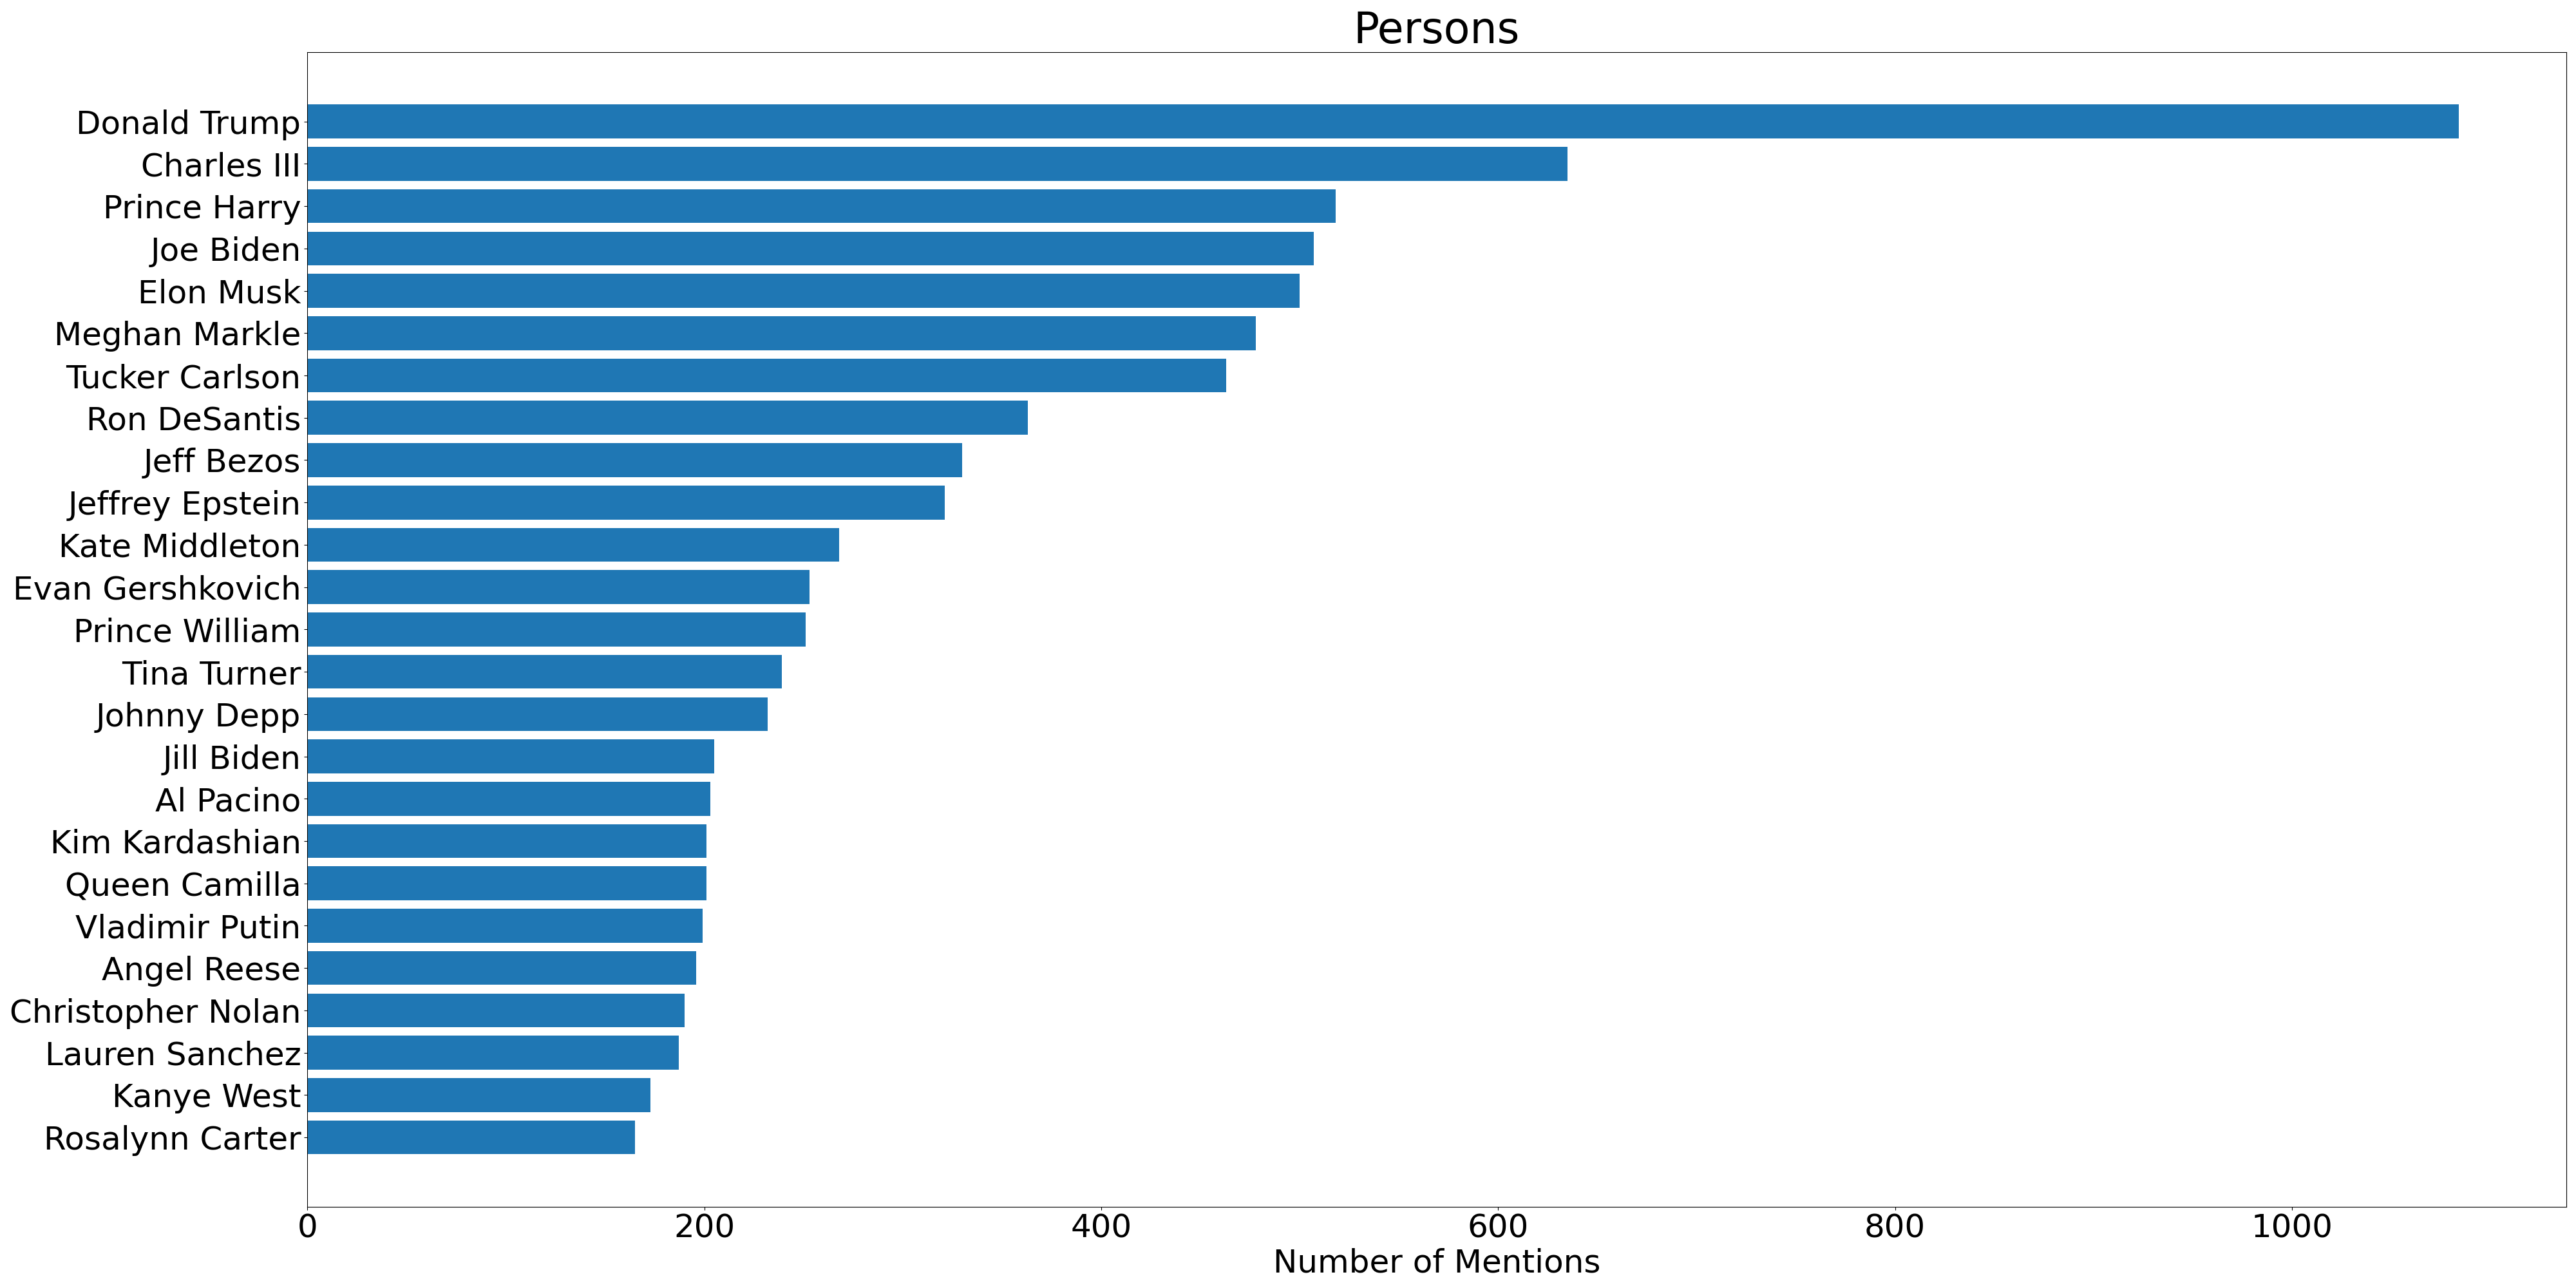 Persons
Donald Trump
Charles III
Prince Harry
Joe Biden
Elon Musk
Meghan Markle
Tucker Carlson
Ron DeSantis
Jeff Bezos
Jeffrey Epstein
Kate Middleton
Evan Gershkovich
Prince William
Tina Turner
Johnny Depp
Jill Biden
Al Pacino
Kim Kardashian
Queen Camilla
Vladimir Putin
Angel Reese
Christopher Nolan
Lauren Sanchez
Kanye West
Rosalynn Carter
0 200 400 600 800 1000
Number of Mentions